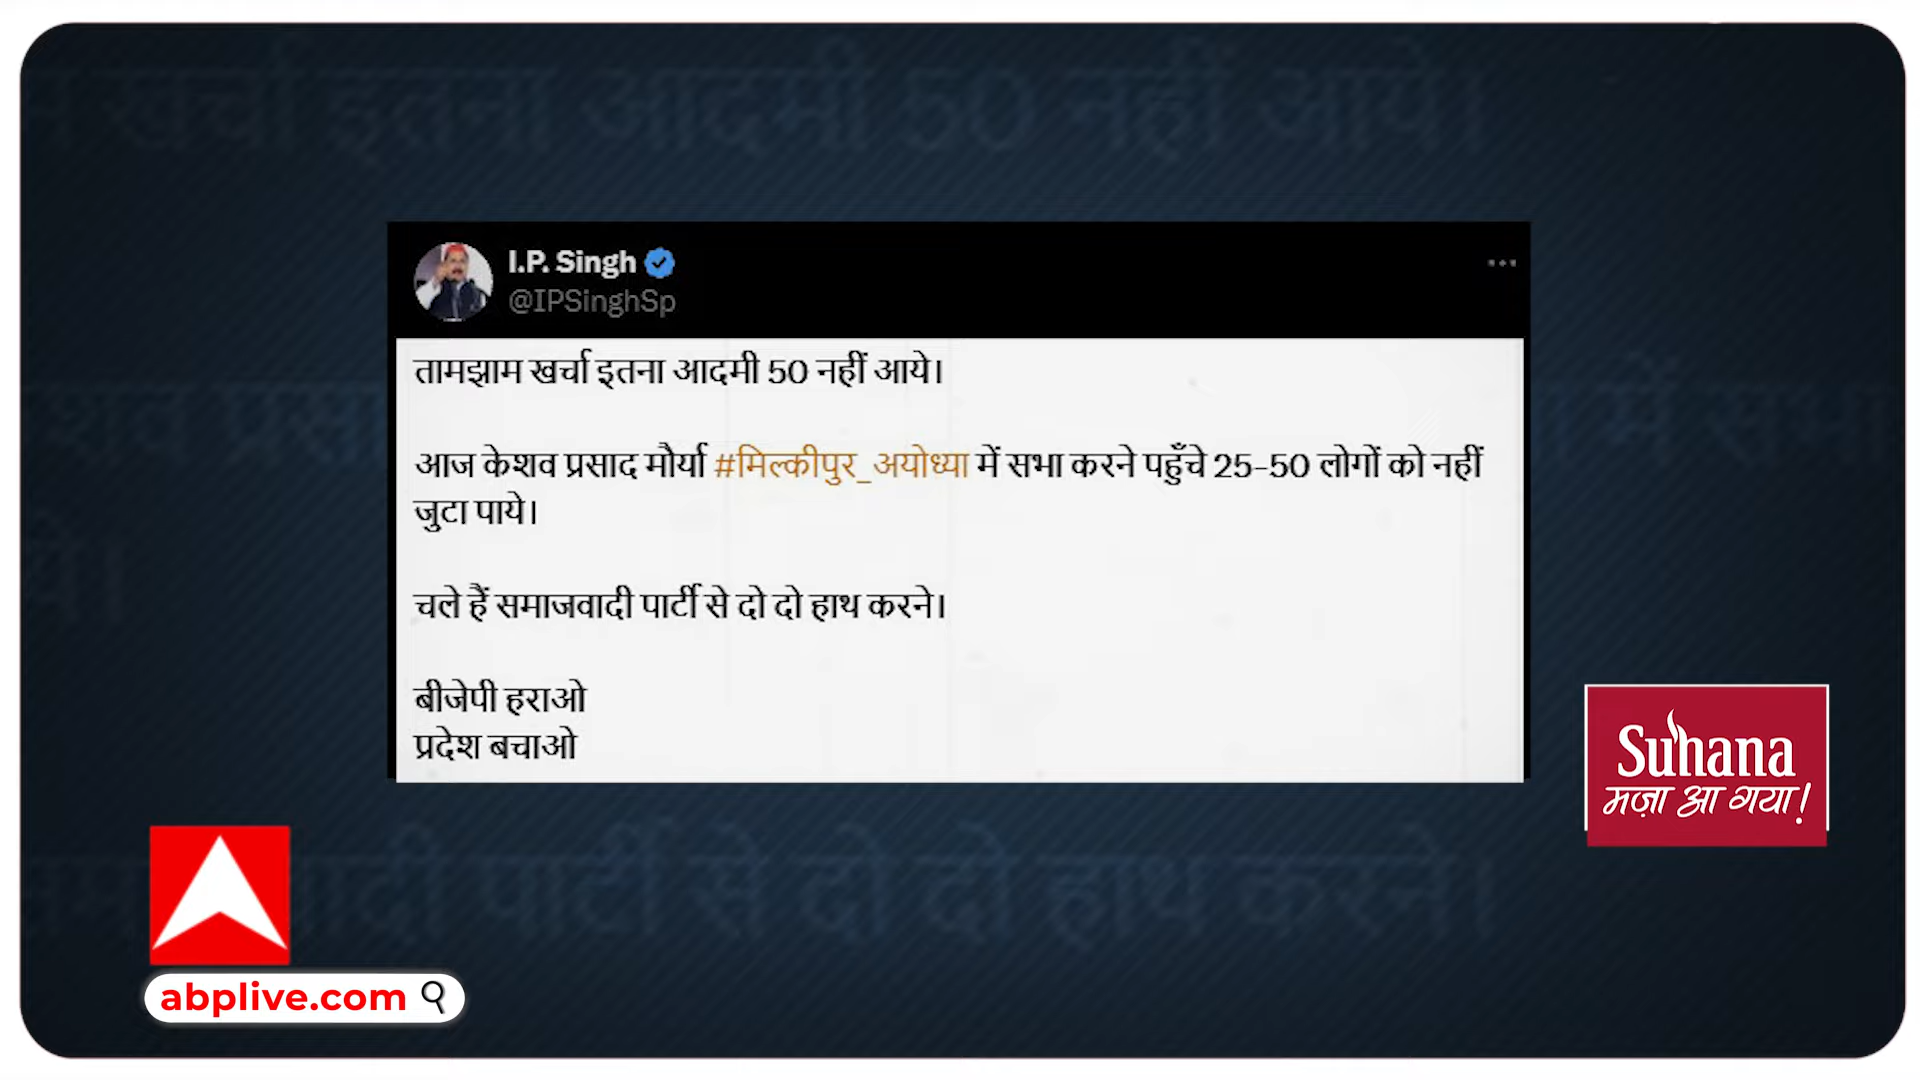 I.P. Singh
@IPSinghSp
तामझाम खर्चा इतना आदमी 50 नहीं आये।
आज केशव प्रसाद मौर्या #मिल्कीपुर_अयोध्या में सभा करने पहुँचे 25-50 लोगों को नहीं
जुटा पाये।
चले हैं समाजवादी पार्टी से दो दो हाथ करने।
बीजेपी हराओ
प्रदेश बचाओ
Suhana
मज़ा आ गया!
abplive.com